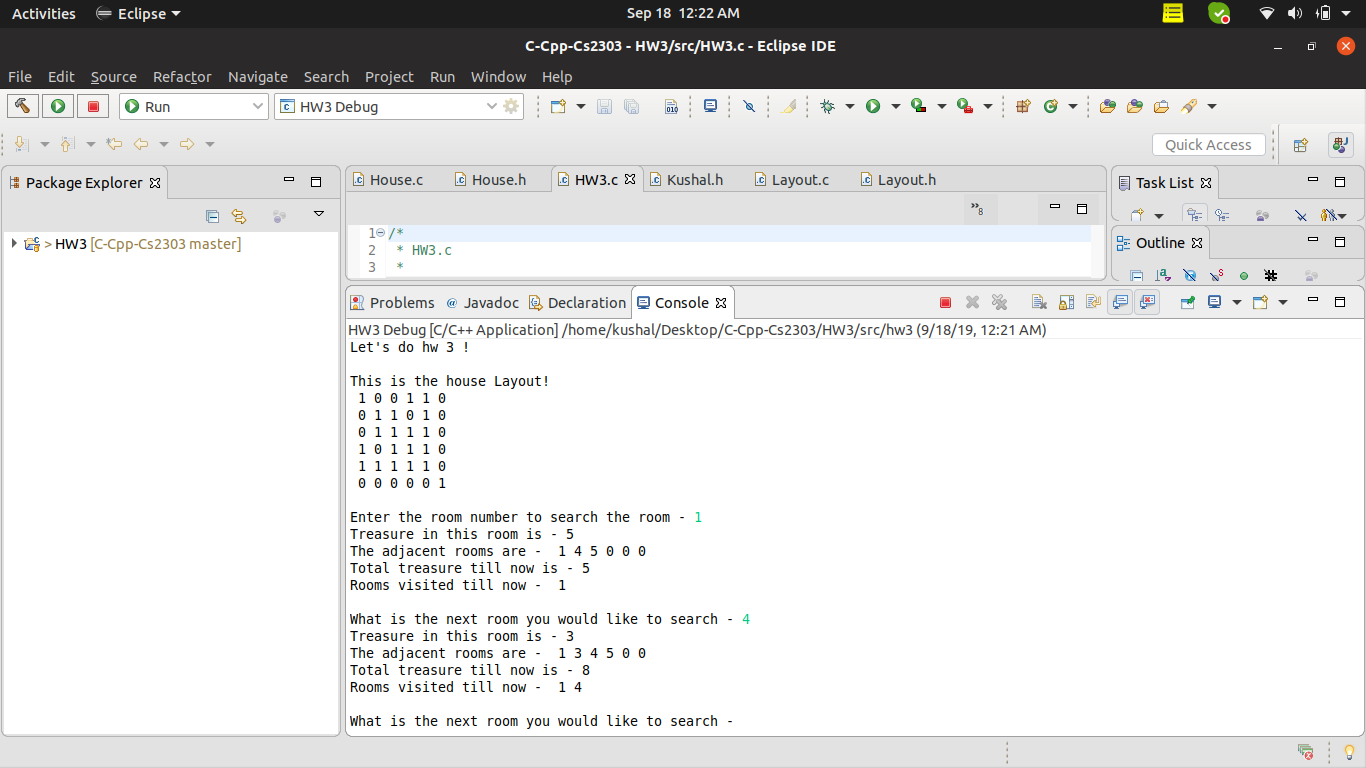 Activities Eclipse Sep 18 12:22 AM
C-Cpp-Cs2303 - HW3/src/HW3.c - Eclipse IDE
File Edit Source Refactor Navigate Search Project Run Window Help
Run HW3 Debug
Quick Access
Package Explorer
> HW3 [C-Cpp-Cs2303 master]
House.c House.h HW3.c Kushal.h Layout.c Layout.h
»8
1 /*
2 * HW3.c
3 *
Task List
Outline
Problems Javadoc Declaration Console
HW3 Debug [C/C++ Application] /home/kushal/Desktop/C-Cpp-Cs2303/HW3/src/hw3 (9/18/19, 12:21 AM)
Let's do hw 3 !
This is the house Layout!
1 0 0 1 1 0
0 1 1 0 1 0
0 1 1 1 1 0
1 0 1 1 1 0
1 1 1 1 1 0
0 0 0 0 0 1
Enter the room number to search the room - 1
Treasure in this room is - 5
The adjacent rooms are -  1 4 5 0 0 0
Total treasure till now is - 5
Rooms visited till now -  1
What is the next room you would like to search - 4
Treasure in this room is - 3
The adjacent rooms are -  1 3 4 5 0 0
Total treasure till now is - 8
Rooms visited till now -  1 4
What is the next room you would like to search -